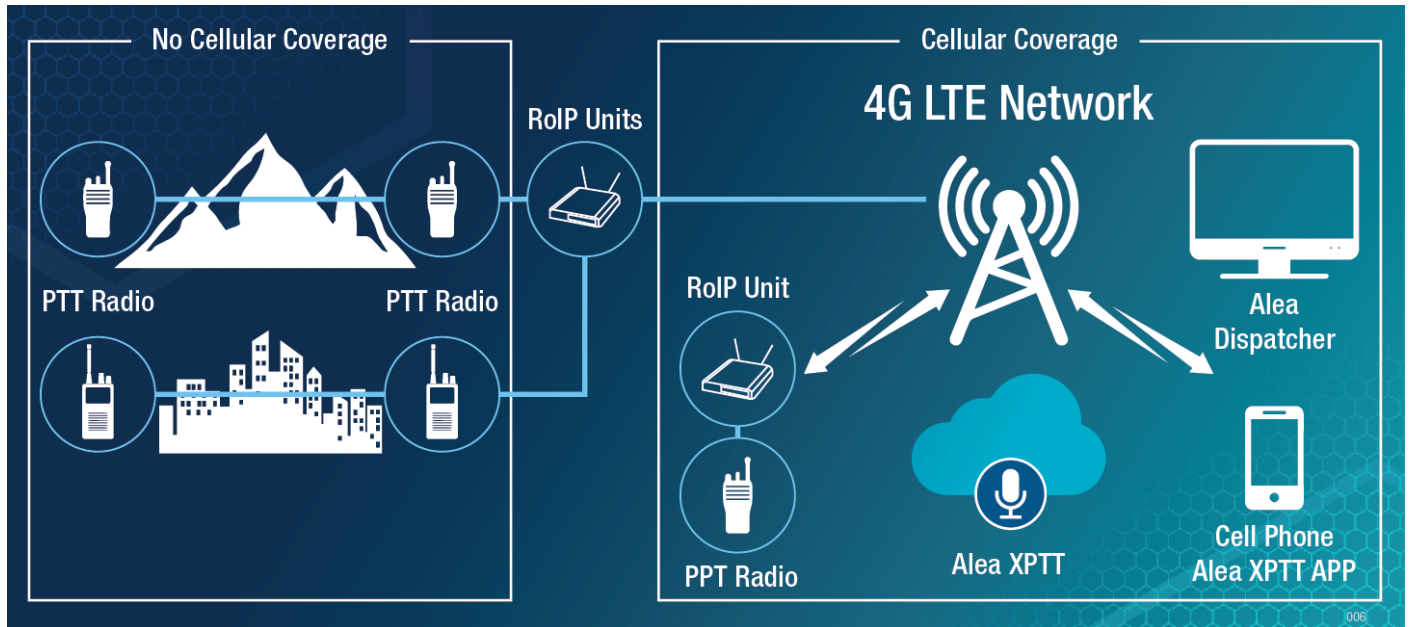 No Cellular Coverage
Cellular Coverage
4G LTE Network
RoIP Units
PTT Radio
PTT Radio
RoIP Unit
PPT Radio
Alea XPTT
Alea
Dispatcher
Cell Phone
Alea XPTT APP
006